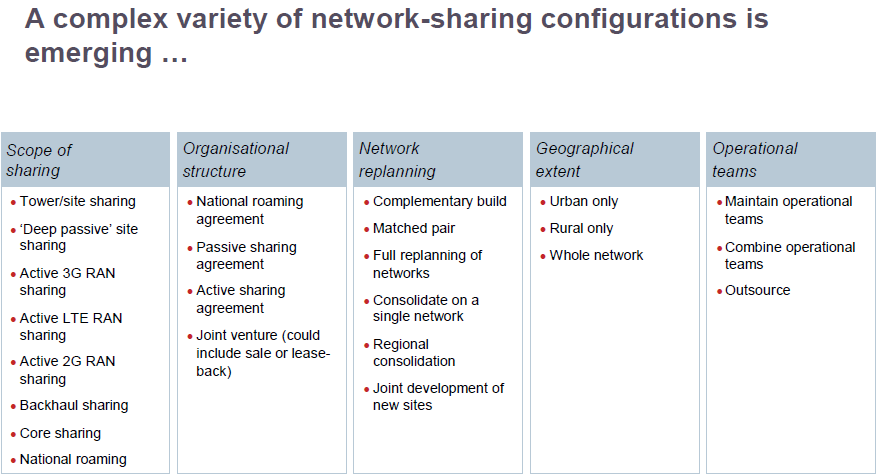 A complex variety of network-sharing configurations is
emerging …
Scope of
sharing
• Tower/site sharing
• ‘Deep passive’ site
sharing
• Active 3G RAN
sharing
• Active LTE RAN
sharing
• Active 2G RAN
sharing
• Backhaul sharing
• Core sharing
• National roaming
Organisational
structure
• National roaming
agreement
• Passive sharing
agreement
• Active sharing
agreement
• Joint venture (could
include sale or lease-
back)
Network
replanning
• Complementary build
• Matched pair
• Full replanning of
networks
• Consolidate on a
single network
• Regional
consolidation
• Joint development of
new sites
Geographical
extent
• Urban only
• Rural only
• Whole network
Operational
teams
• Maintain operational
teams
• Combine operational
teams
• Outsource